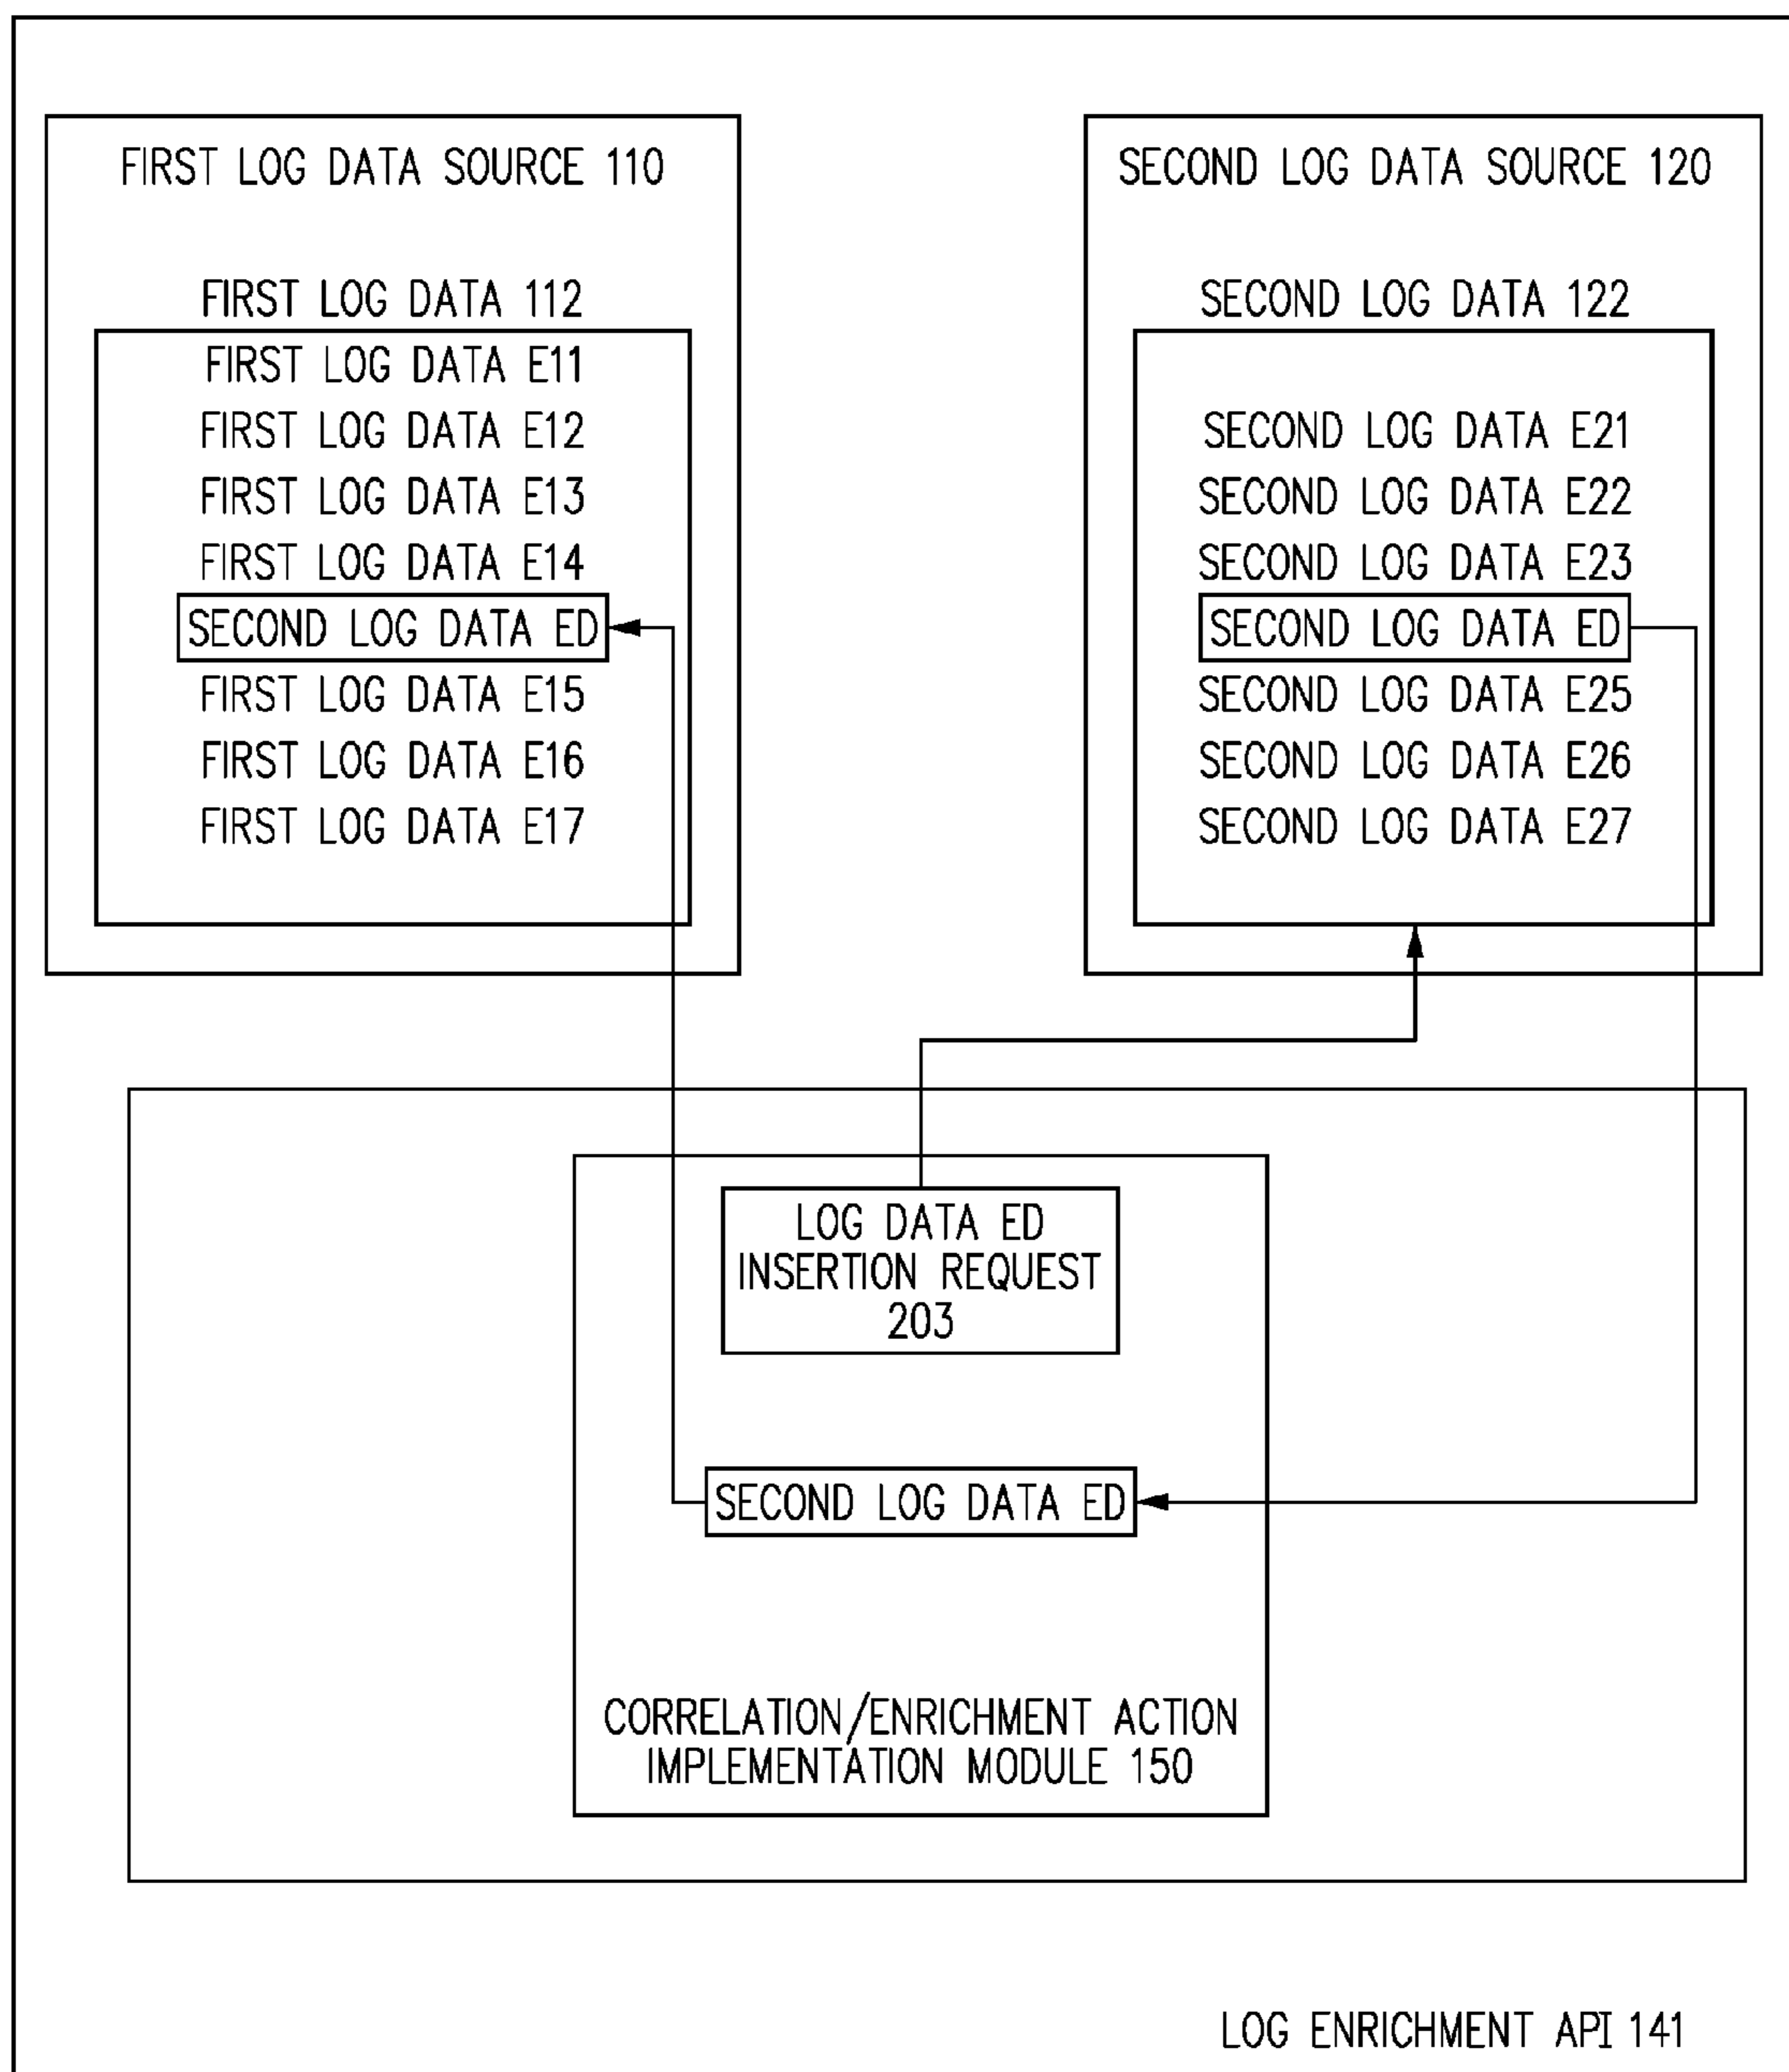 FIRST LOG DATA SOURCE 110
FIRST LOG DATA 112
FIRST LOG DATA E11
FIRST LOG DATA E12
FIRST LOG DATA E13
FIRST LOG DATA E14
SECOND LOG DATA ED
FIRST LOG DATA E15
FIRST LOG DATA E16
FIRST LOG DATA E17
SECOND LOG DATA SOURCE 120
SECOND LOG DATA 122
SECOND LOG DATA E21
SECOND LOG DATA E22
SECOND LOG DATA E23
SECOND LOG DATA ED
SECOND LOG DATA E25
SECOND LOG DATA E26
SECOND LOG DATA E27
LOG DATA ED
INSERTION REQUEST
203
SECOND LOG DATA ED
CORRELATION/ENRICHMENT ACTION
IMPLEMENTATION MODULE 150
LOG ENRICHMENT API 141